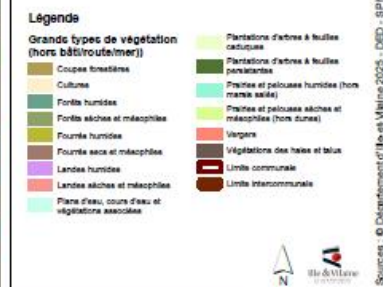 Légende
Grands types de végétation
(hors bâti/route/mer))
Coupes forestières
Cultures
Forêts humides
Forêts sèches et mésophiles
Fourrés humides
Fourrés secs et mésophiles
Landes humides
Landes sèches et mésophiles
Plans d'eau, cours d'eau et
végétations associées
Plantations d'arbres à feuilles
caduques
Plantations d'arbres à feuilles
persistantes
Prairies et pelouses humides (hors
marais salés)
Prairies et pelouses sèches et
mésophiles (hors dunes)
Vergers
Végétations des haies et talus
Limite communale
Limite intercommunale
N
Ille & Vilaine
Sources : © Département d'Ille et Vilaine 2025 - DED - SPN